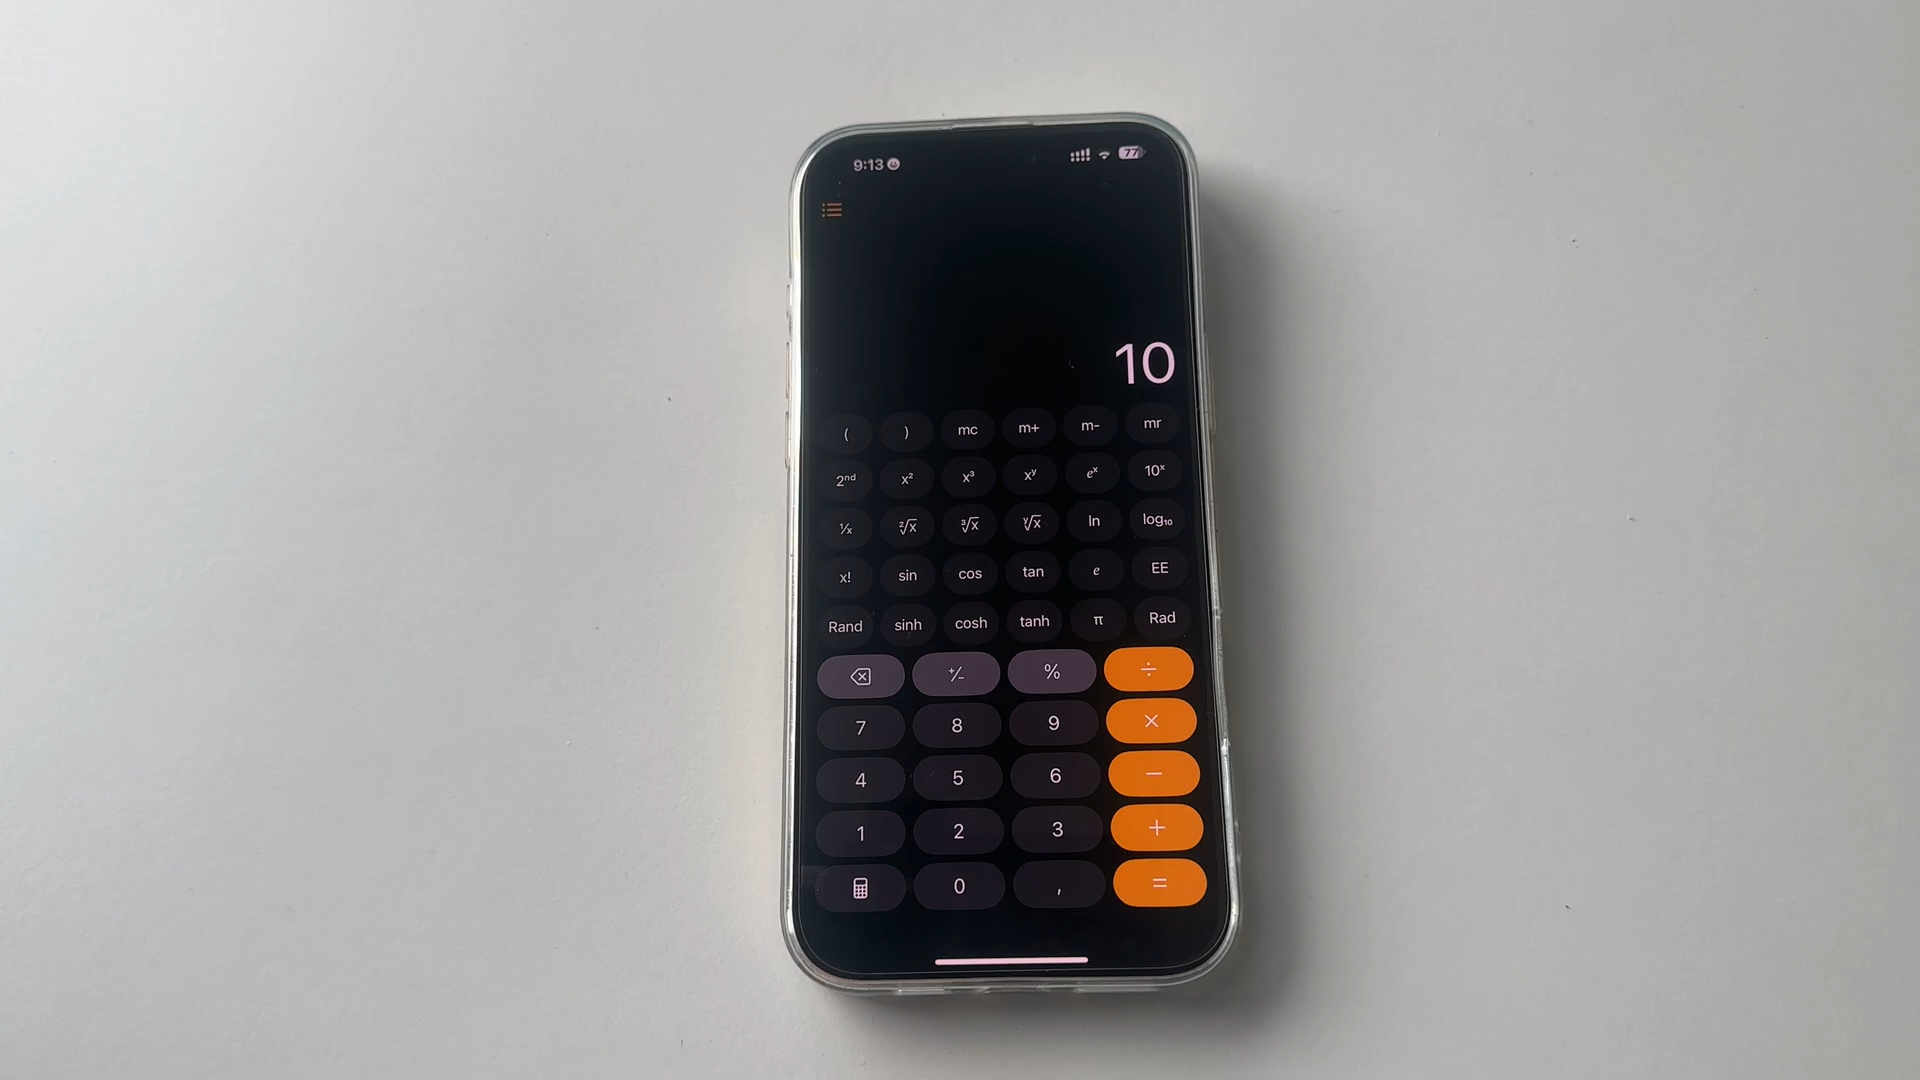 9:13 77
10
( ) mc m+ m- mr
2ⁿᵈ x² x³ xʸ eˣ 10ˣ
¹⁄ₓ ²√x ³√x ʸ√x ln log₁₀
x! sin cos tan e EE
Rand sinh cosh tanh π Rad
⁺⁄₋ % ÷
7 8 9 ×
4 5 6 −
1 2 3 +
0 , =